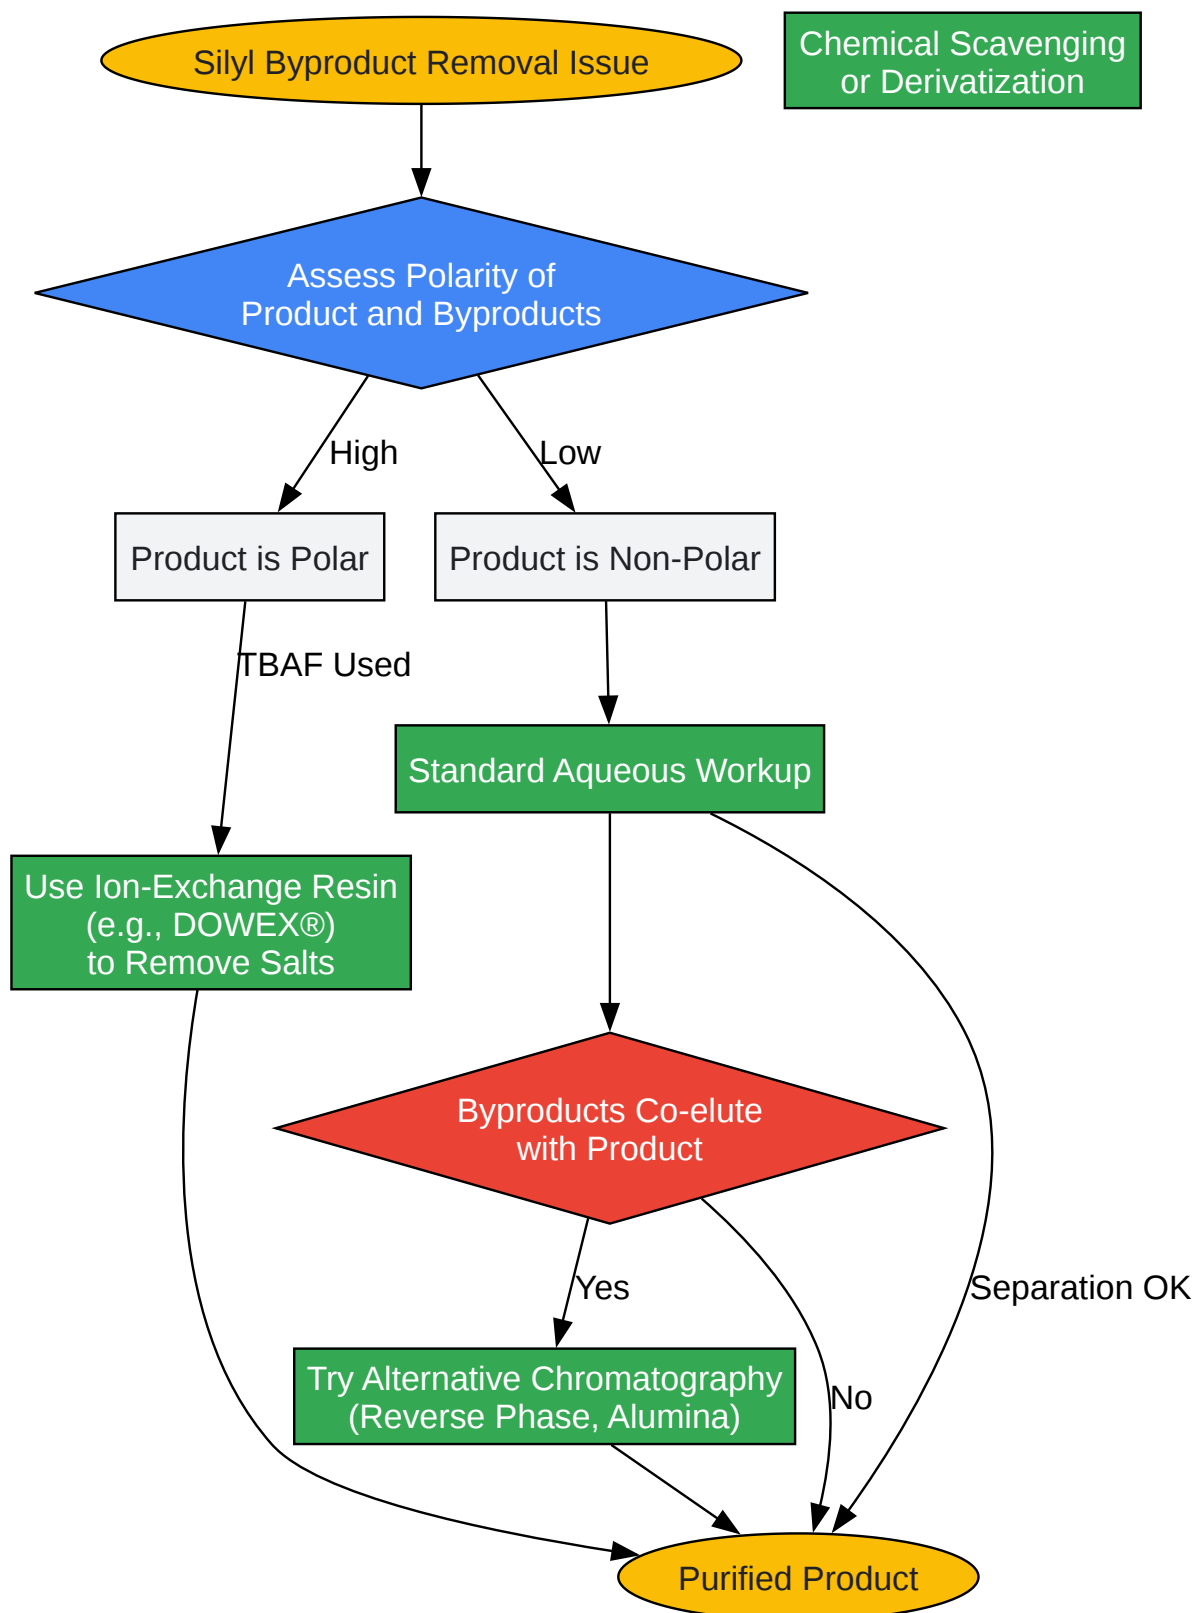 Silyl Byproduct Removal Issue
Chemical Scavenging
or Derivatization
Assess Polarity of
Product and Byproducts
High
Low
Product is Polar
Product is Non-Polar
TBAF Used
Standard Aqueous Workup
Use Ion-Exchange Resin
(e.g., DOWEX®)
to Remove Salts
Byproducts Co-elute
with Product
Yes
Separation OK
Try Alternative Chromatography
(Reverse Phase, Alumina)
No
Purified Product